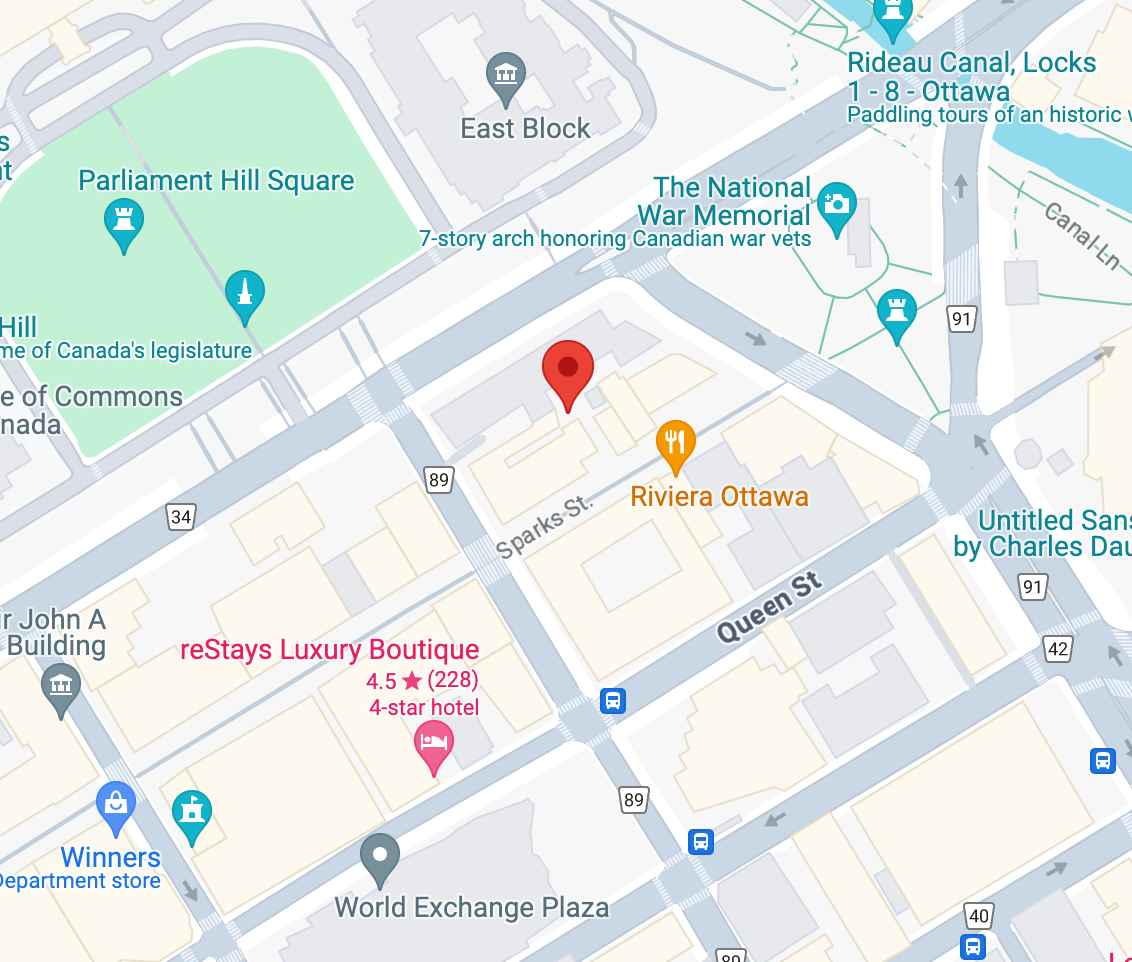 Rideau Canal, Locks
1 - 8 - Ottawa
Paddling tours of an historic w
East Block
s
nt
Parliament Hill Square
The National
War Memorial
7-story arch honoring Canadian war vets
Canal Ln
91
Hill
me of Canada's legislature
e of Commons
nada
89
34
Riviera Ottawa
Sparks St.
Untitled Sans
by Charles Dau
Queen St
91
42
ir John A
Building
reStays Luxury Boutique
4.5 ★ (228)
4-star hotel
89
Winners
Department store
World Exchange Plaza
40
89